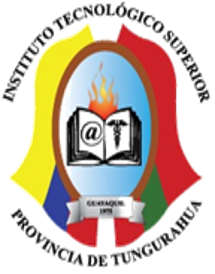 INSTITUTO TECNOLÓGICO SUPERIOR
@
GUAYAQUIL
1975
PROVINCIA DE TUNGURAHUA